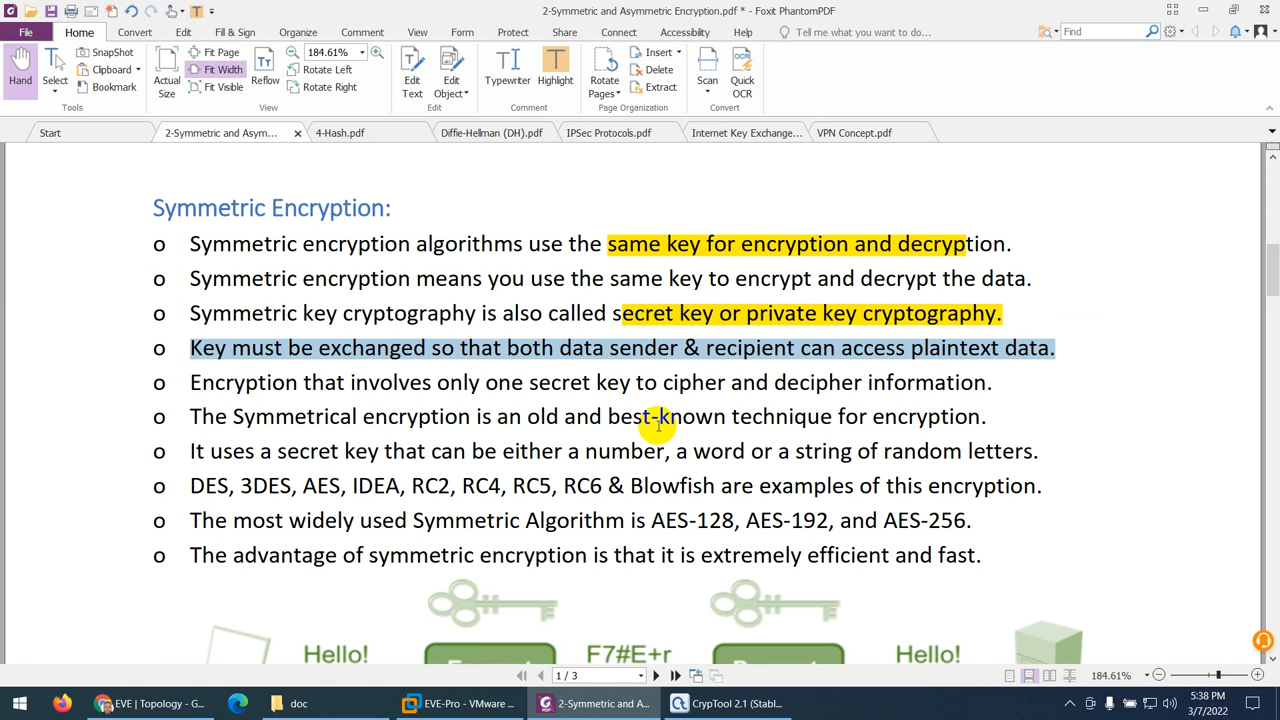 2-Symmetric and Asymmetric Encryption.pdf * - Foxit PhantomPDF
File Home Convert Edit Fill & Sign Organize Comment View Form Protect Share Connect Accessibility Help Tell me what you want to do... Find
Hand
Select
SnapShot
Clipboard
Bookmark
Tools
Actual Size
Fit Page
Fit Width
Fit Visible
Reflow
184.61%
Rotate Left
Rotate Right
View
Edit Text
Edit Object
Edit
Typewriter
Highlight
Comment
Rotate Pages
Insert
Delete
Extract
Page Organization
Scan
Quick OCR
Convert
Start 2-Symmetric and Asym... 4-Hash.pdf Diffie-Hellman (DH).pdf IPSec Protocols.pdf Internet Key Exchange... VPN Concept.pdf
Symmetric Encryption:
o Symmetric encryption algorithms use the same key for encryption and decryption.
o Symmetric encryption means you use the same key to encrypt and decrypt the data.
o Symmetric key cryptography is also called secret key or private key cryptography.
o Key must be exchanged so that both data sender & recipient can access plaintext data.
o Encryption that involves only one secret key to cipher and decipher information.
o The Symmetrical encryption is an old and best-known technique for encryption.
o It uses a secret key that can be either a number, a word or a string of random letters.
o DES, 3DES, AES, IDEA, RC2, RC4, RC5, RC6 & Blowfish are examples of this encryption.
o The most widely used Symmetric Algorithm is AES-128, AES-192, and AES-256.
o The advantage of symmetric encryption is that it is extremely efficient and fast.
Hello! F7#E+r Hello!
1 / 3 184.61%
EVE | Topology - G... doc EVE-Pro - VMware ... 2-Symmetric and A... CrypTool 2.1 (Stabl...
5:38 PM
3/7/2022